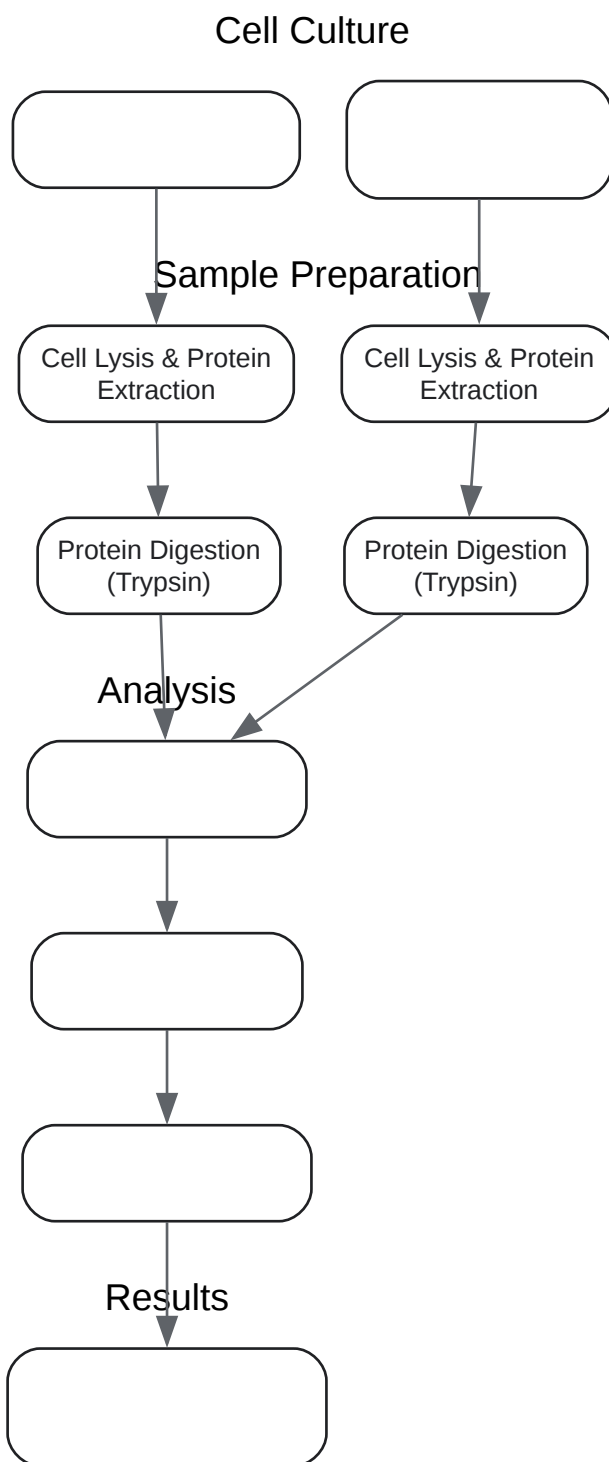 Cell Culture
Sample Preparation
Cell Lysis & Protein
Extraction
Cell Lysis & Protein
Extraction
Protein Digestion
(Trypsin)
Protein Digestion
(Trypsin)
Analysis
Results